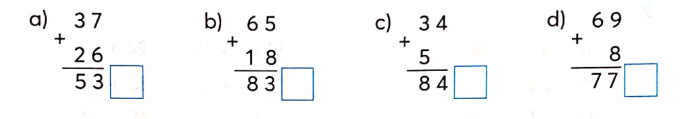 a) 37 b) 65 c) 34 d) 69
+ + + +
26 18 5 8
53 83 84 77